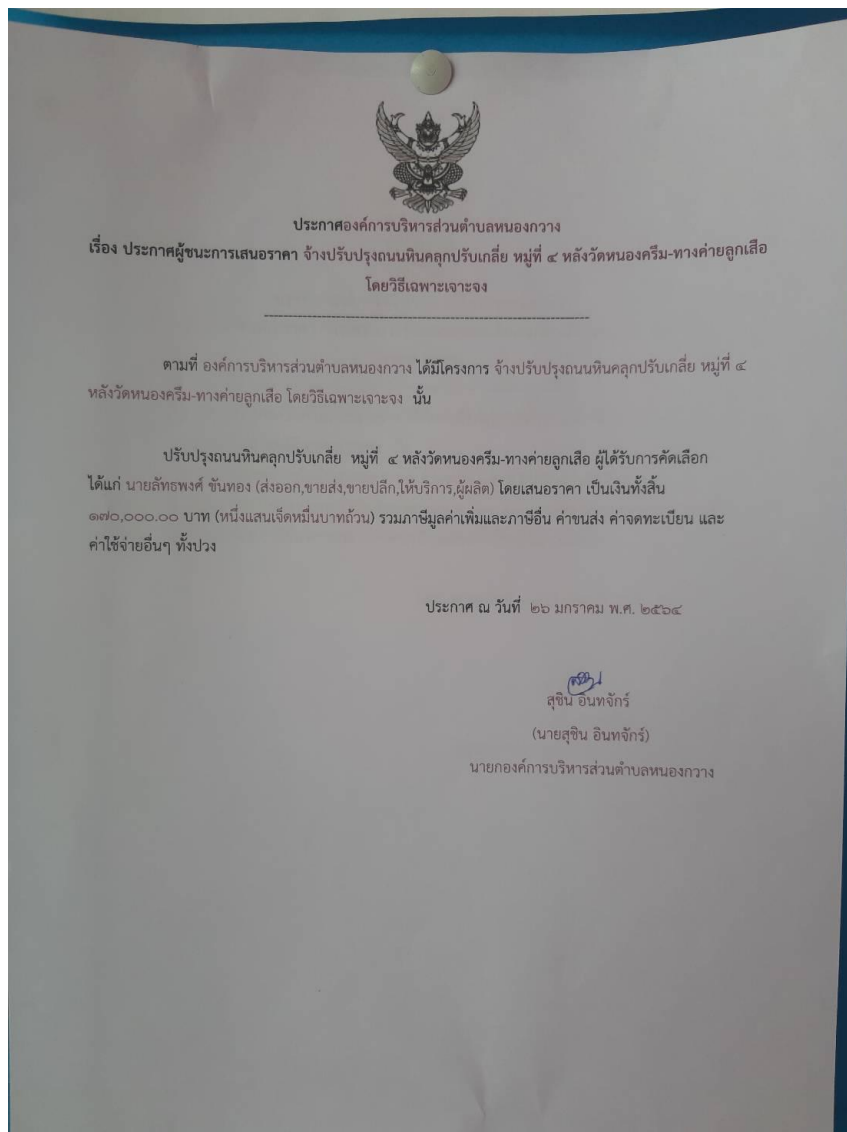 ประกาศองค์การบริหารส่วนตำบลหนองกวาง
เรื่อง ประกาศผู้ชนะการเสนอราคา จ้างปรับปรุงถนนหินคลุกปรับเกลี่ย หมู่ที่ ๔ หลังวัดหนองครึม-ทางค่ายลูกเสือ
โดยวิธีเฉพาะเจาะจง
--------------------------------------------------------------------
ตามที่ องค์การบริหารส่วนตำบลหนองกวาง ได้มีโครงการ จ้างปรับปรุงถนนหินคลุกปรับเกลี่ย หมู่ที่ ๔
หลังวัดหนองครึม-ทางค่ายลูกเสือ โดยวิธีเฉพาะเจาะจง นั้น
ปรับปรุงถนนหินคลุกปรับเกลี่ย หมู่ที่ ๔ หลังวัดหนองครึม-ทางค่ายลูกเสือ ผู้ได้รับการคัดเลือก
ได้แก่ นายลัทธพงศ์ ขันทอง (ส่งออก,ขายส่ง,ขายปลีก,ให้บริการ,ผู้ผลิต) โดยเสนอราคา เป็นเงินทั้งสิ้น
๑๗๐,๐๐๐.๐๐ บาท (หนึ่งแสนเจ็ดหมื่นบาทถ้วน) รวมภาษีมูลค่าเพิ่มและภาษีอื่น ค่าขนส่ง ค่าจดทะเบียน และ
ค่าใช้จ่ายอื่นๆ ทั้งปวง
ประกาศ ณ วันที่ ๒๖ มกราคม พ.ศ. ๒๕๖๔
สุชิน อินทจักร์
(นายสุชิน อินทจักร์)
นายกองค์การบริหารส่วนตำบลหนองกวาง